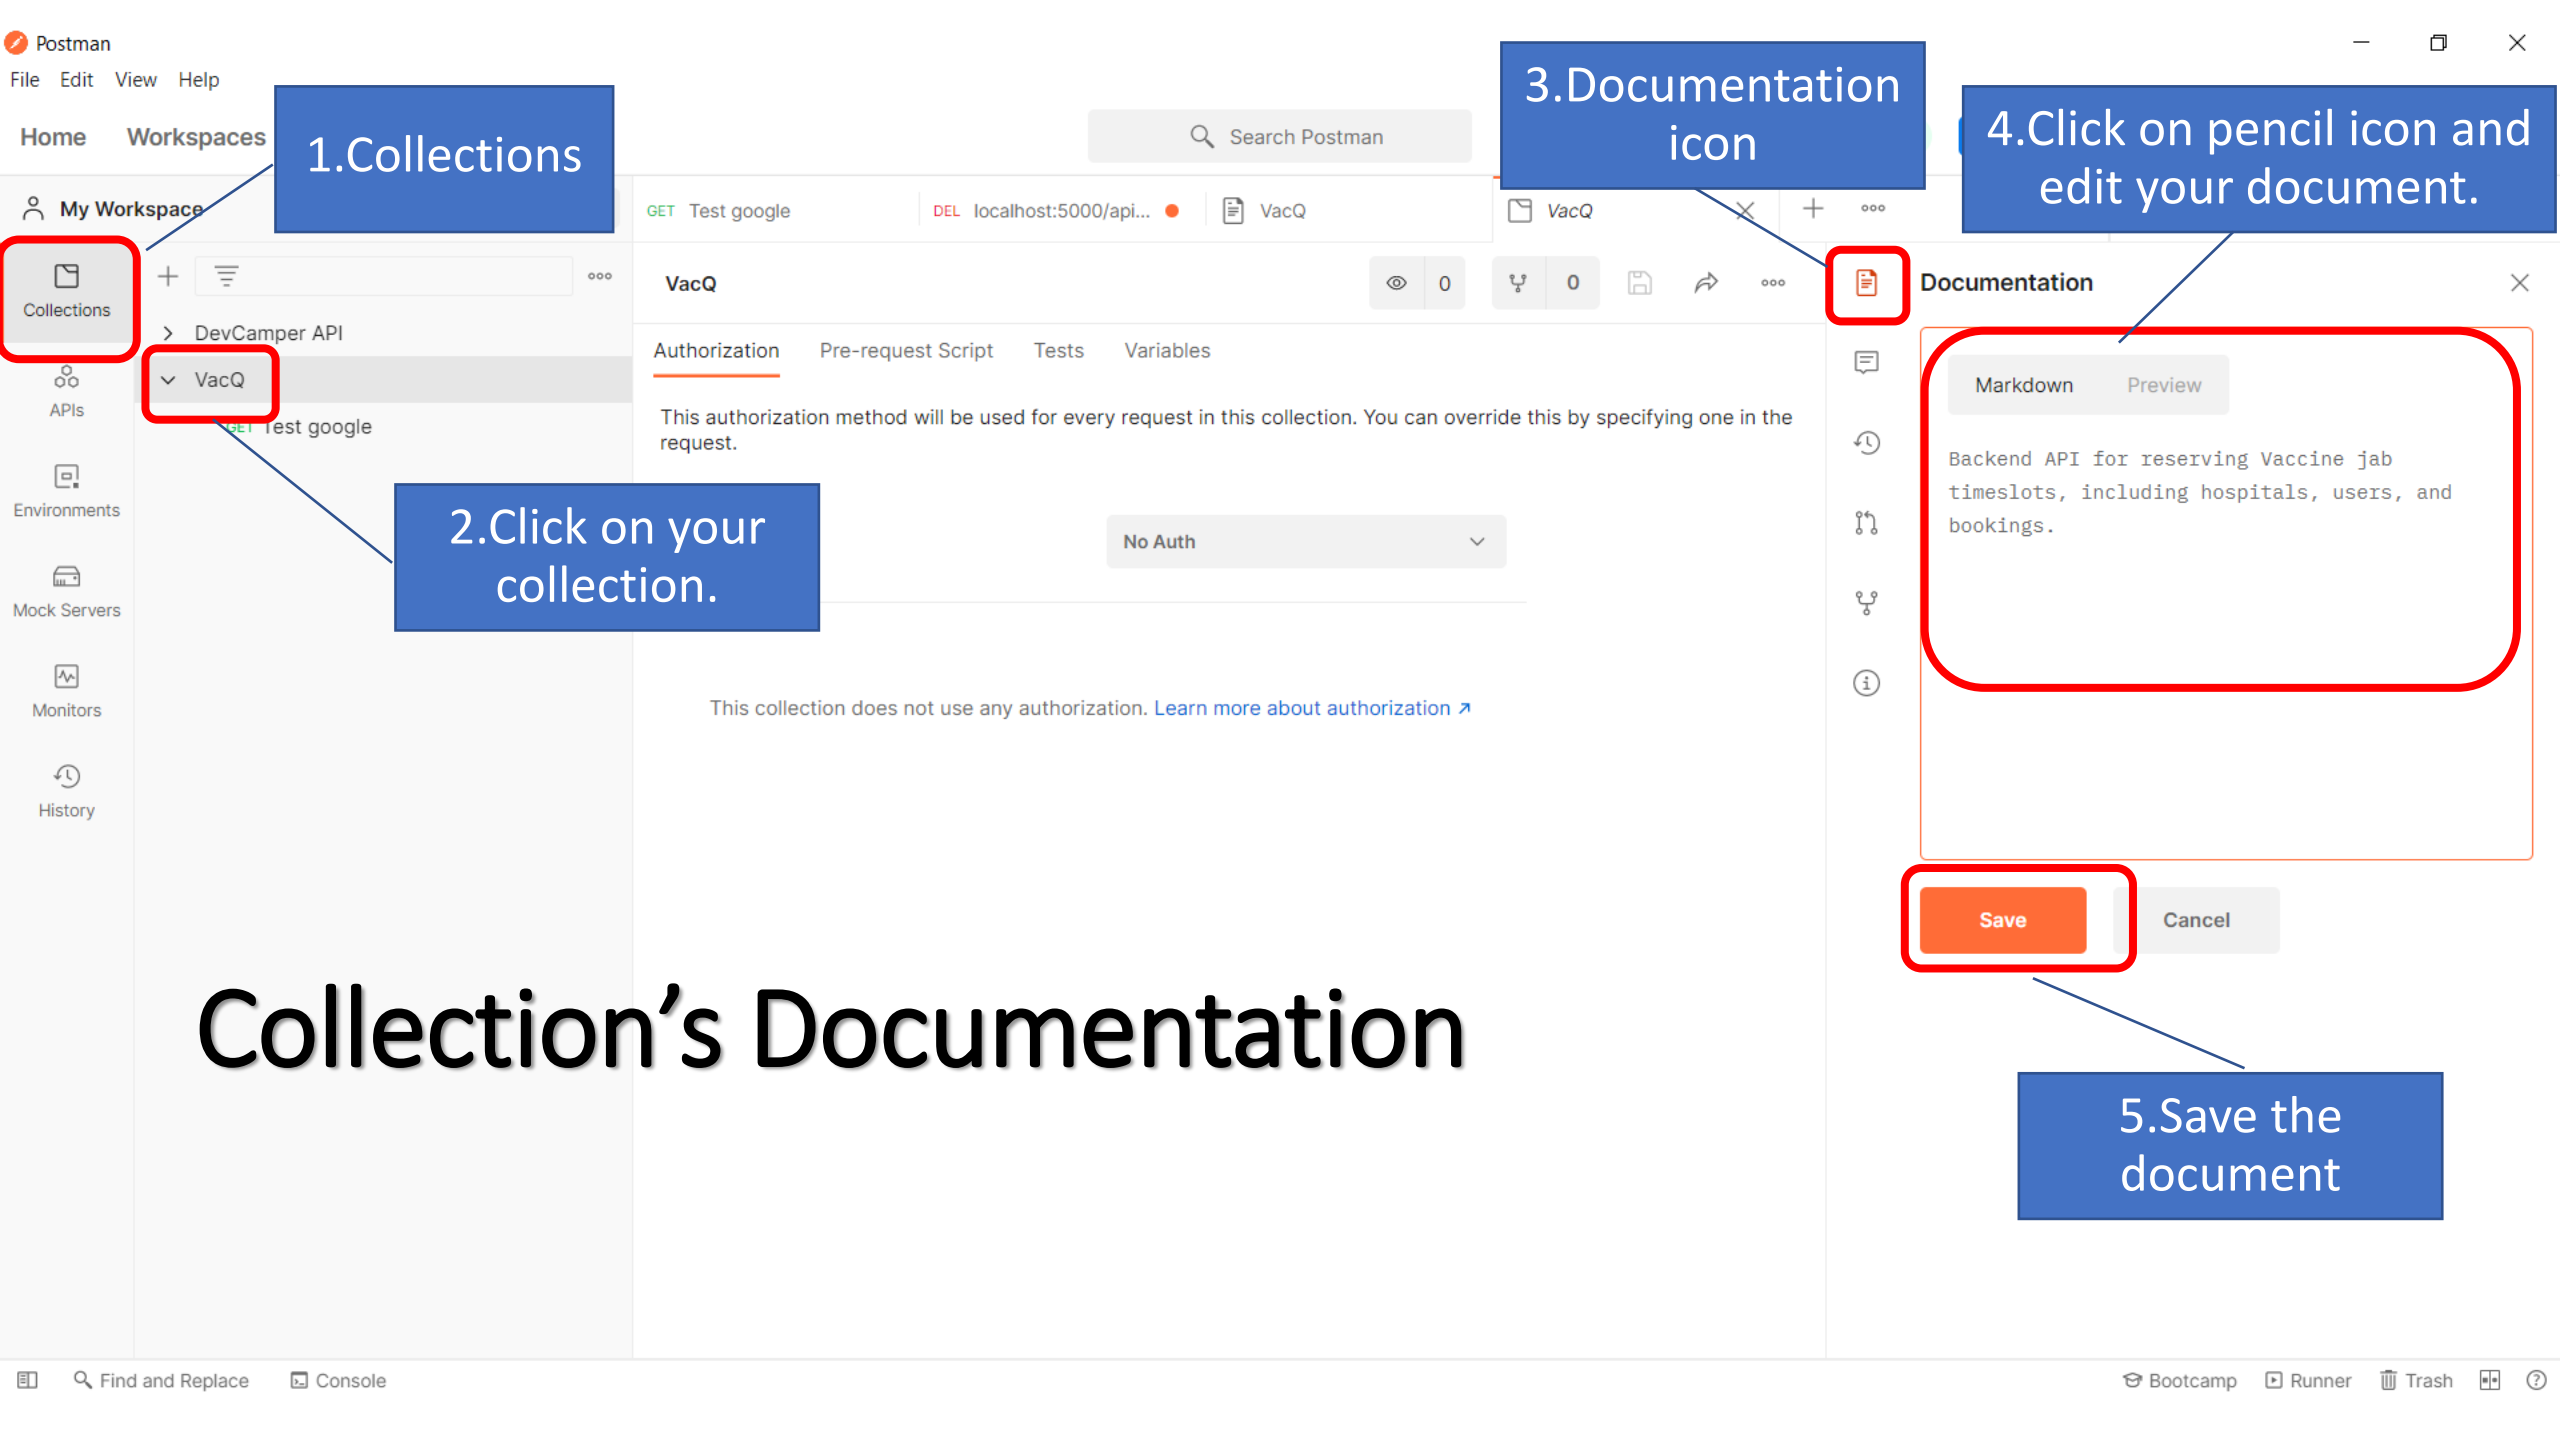 Postman
File Edit View Help
Home Workspaces
Search Postman
1.Collections
3.Documentation
icon
4.Click on pencil icon and
edit your document.
My Workspace
GET Test google
DEL localhost:5000/api...
VacQ
VacQ
Collections
APIs
Environments
Mock Servers
Monitors
History
DevCamper API
VacQ
GET Test google
2.Click on your
collection.
VacQ
0
0
Authorization Pre-request Script Tests Variables
This authorization method will be used for every request in this collection. You can override this by specifying one in the
request.
No Auth
This collection does not use any authorization. Learn more about authorization
Documentation
Markdown Preview
Backend API for reserving Vaccine jab
timeslots, including hospitals, users, and
bookings.
Save Cancel
Collection's Documentation
5.Save the
document
Find and Replace Console
Bootcamp Runner Trash